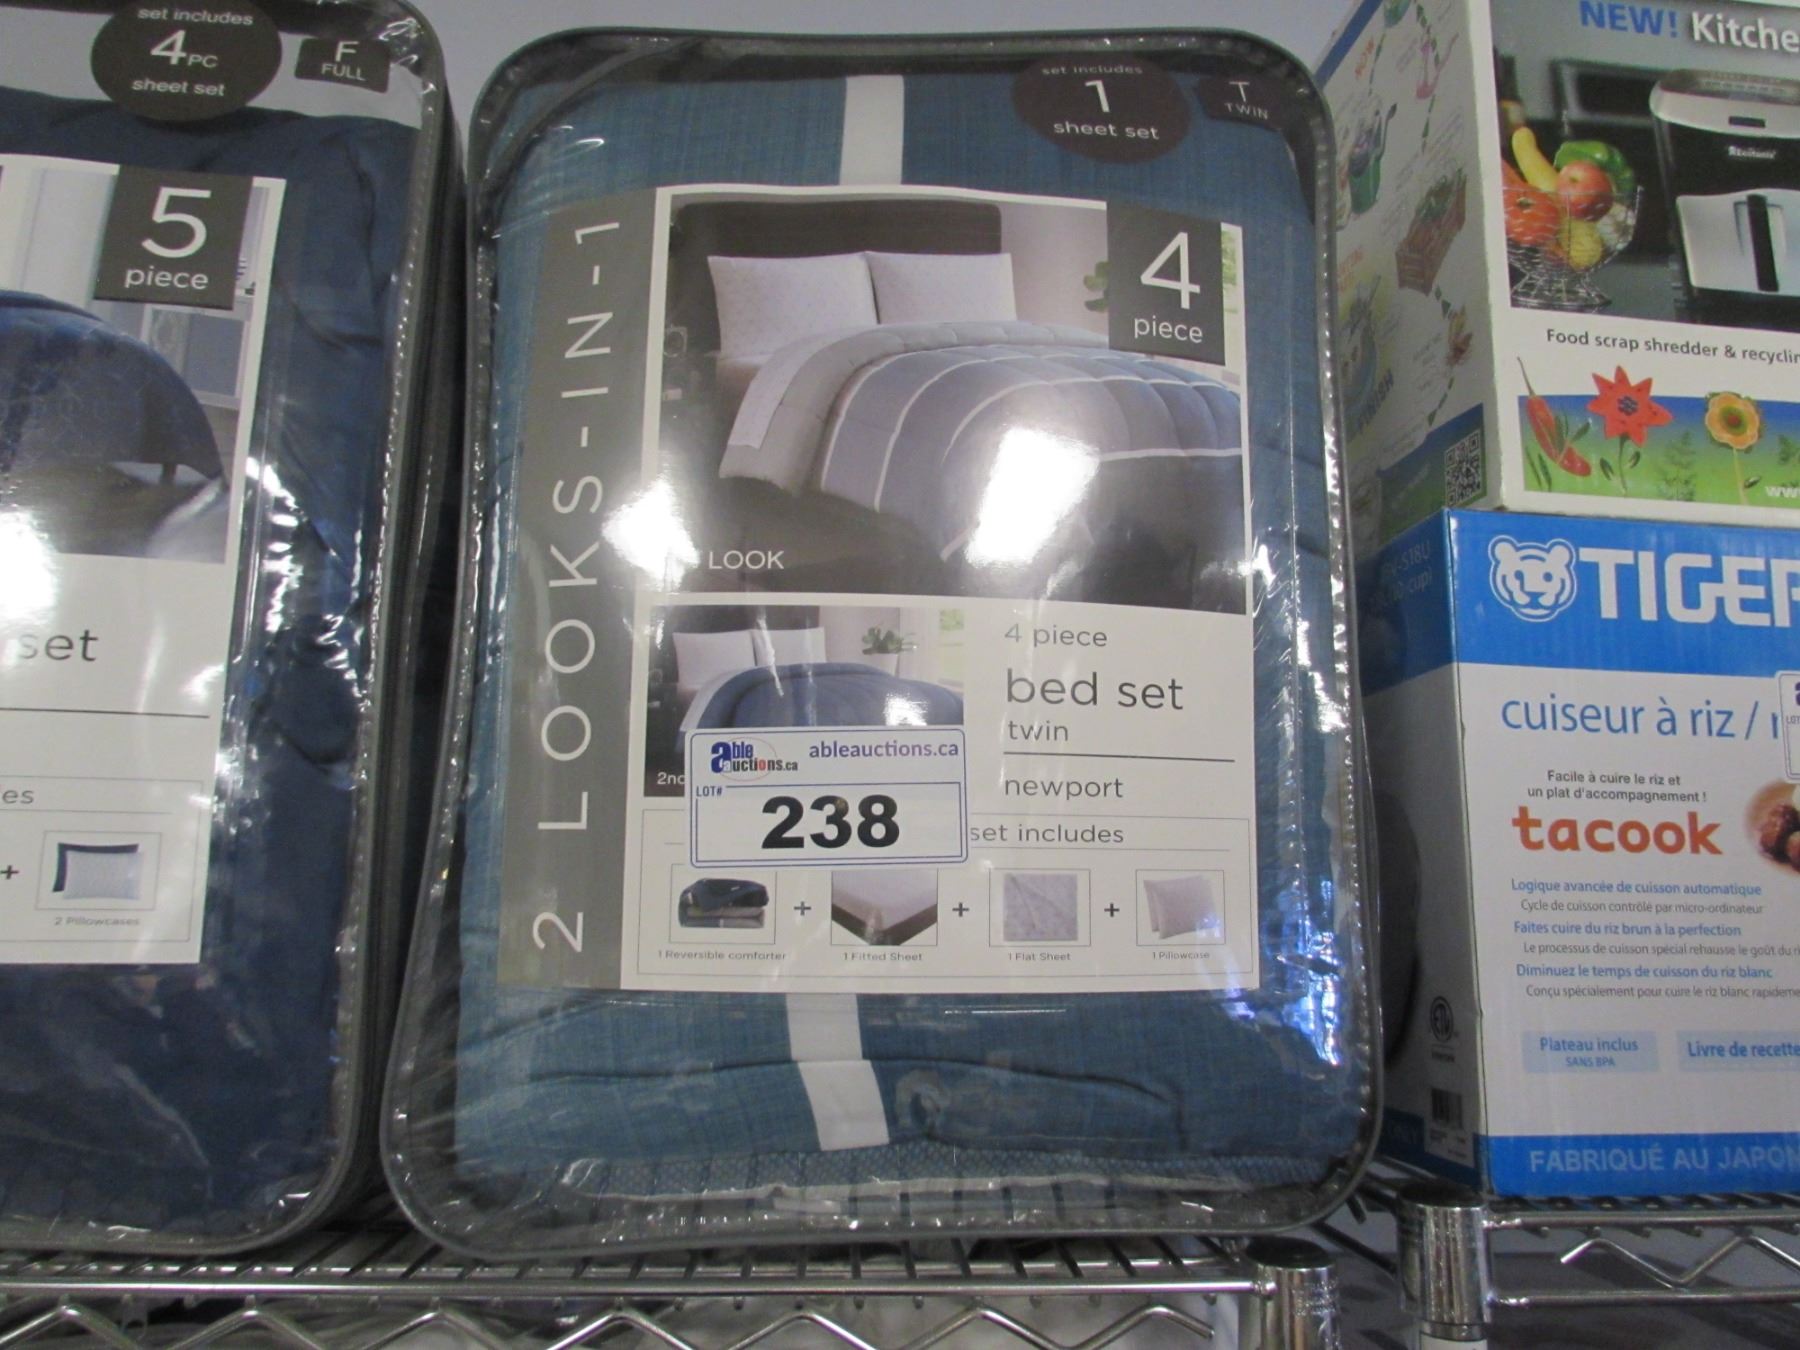 set includes
4PC
sheet set
F
FULL
5
piece
set
es
+
2 Pillowcases
set includes
1
sheet set
T
TWIN
2 LOOKS-IN-1
4
piece
LOOK
4 piece
bed set
twin
newport
2nd
able auctions.ca
ableauctions.ca
LOT#
238
set includes
+ + +
1 Reversible comforter
1 Fitted Sheet
1 Flat Sheet
1 Pillowcase
NEW! Kitche
Food scrap shredder & recyclin
FINISH
www
TIGER
cuiseur à riz /
Facile à cuire le riz et
un plat d'accompagnement !
tacook
Logique avancée de cuisson automatique
Cycle de cuisson contrôlé par micro-ordinateur
Faites cuire du riz brun à la perfection
Le processus de cuisson spécial rehausse le goût du ri
Diminuez le temps de cuisson du riz blanc
Conçu spécialement pour cuire le riz blanc rapideme
Plateau inclus
SANS BPA
Livre de recette
FABRIQUÉ AU JAPON
LOT